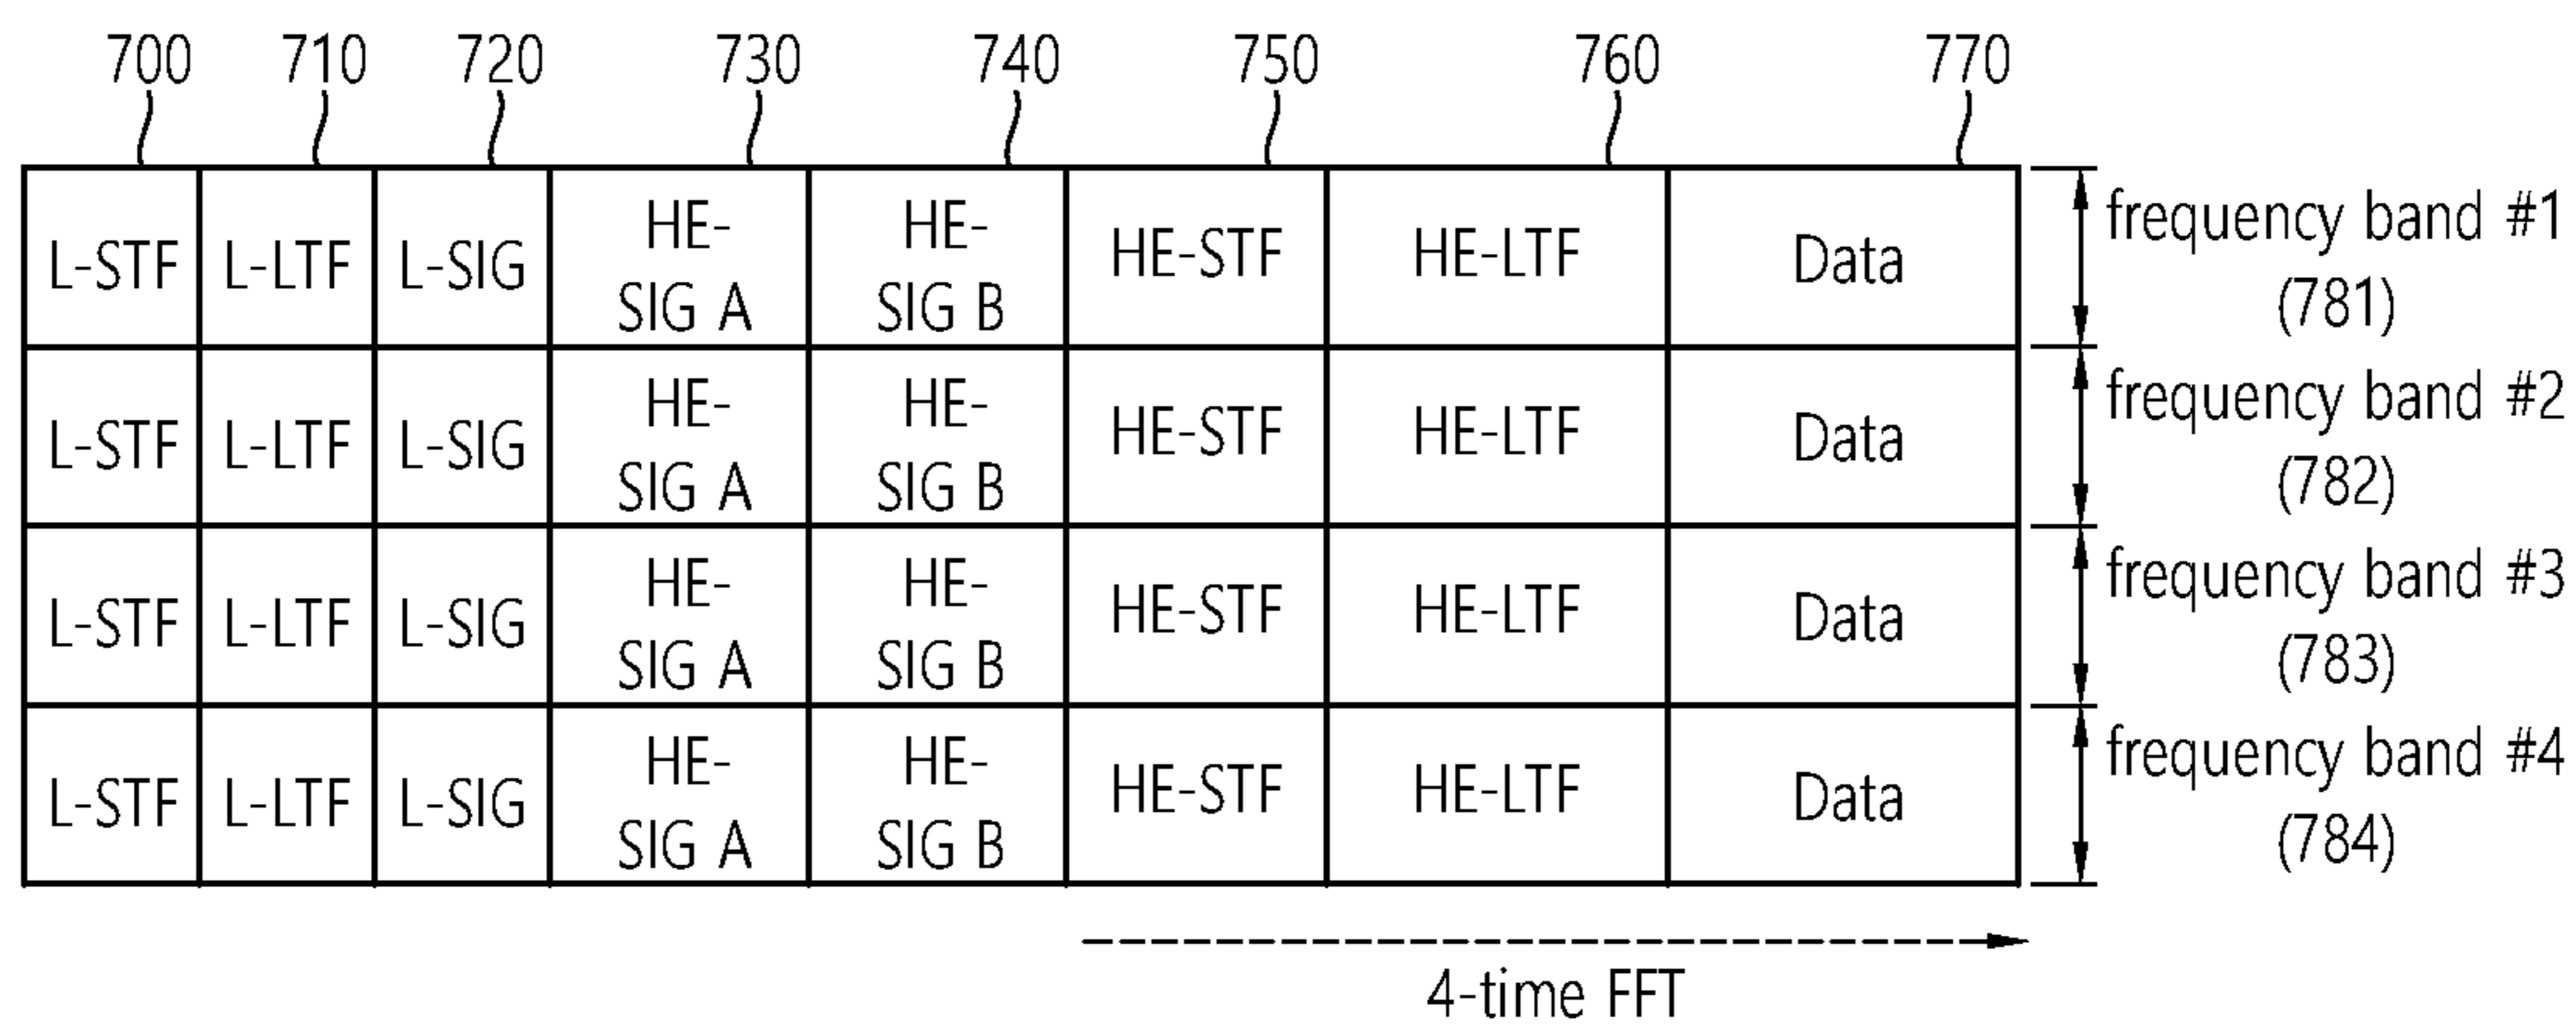 700 710 720 730 740 750 760 770
L-STF L-LTF L-SIG HE-
SIG A HE-
SIG B HE-STF HE-LTF Data frequency band #1
(781)
L-STF L-LTF L-SIG HE-
SIG A HE-
SIG B HE-STF HE-LTF Data frequency band #2
(782)
L-STF L-LTF L-SIG HE-
SIG A HE-
SIG B HE-STF HE-LTF Data frequency band #3
(783)
L-STF L-LTF L-SIG HE-
SIG A HE-
SIG B HE-STF HE-LTF Data frequency band #4
(784)
4-time FFT